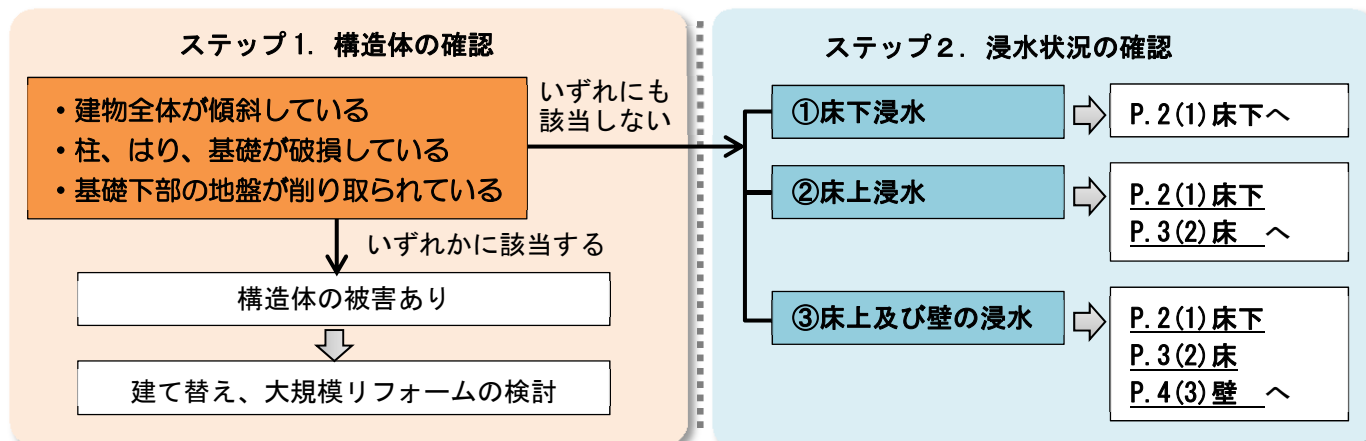 ステップ1. 構造体の確認
・建物全体が傾斜している
・柱、はり、基礎が破損している
・基礎下部の地盤が削り取られている
いずれにも
該当しない
いずれかに該当する
構造体の被害あり
建て替え、大規模リフォームの検討
ステップ2. 浸水状況の確認
①床下浸水
P.2(1)床下へ
②床上浸水
P.2(1)床下
P.3(2)床 へ
③床上及び壁の浸水
P.2(1)床下
P.3(2)床
P.4(3)壁 へ